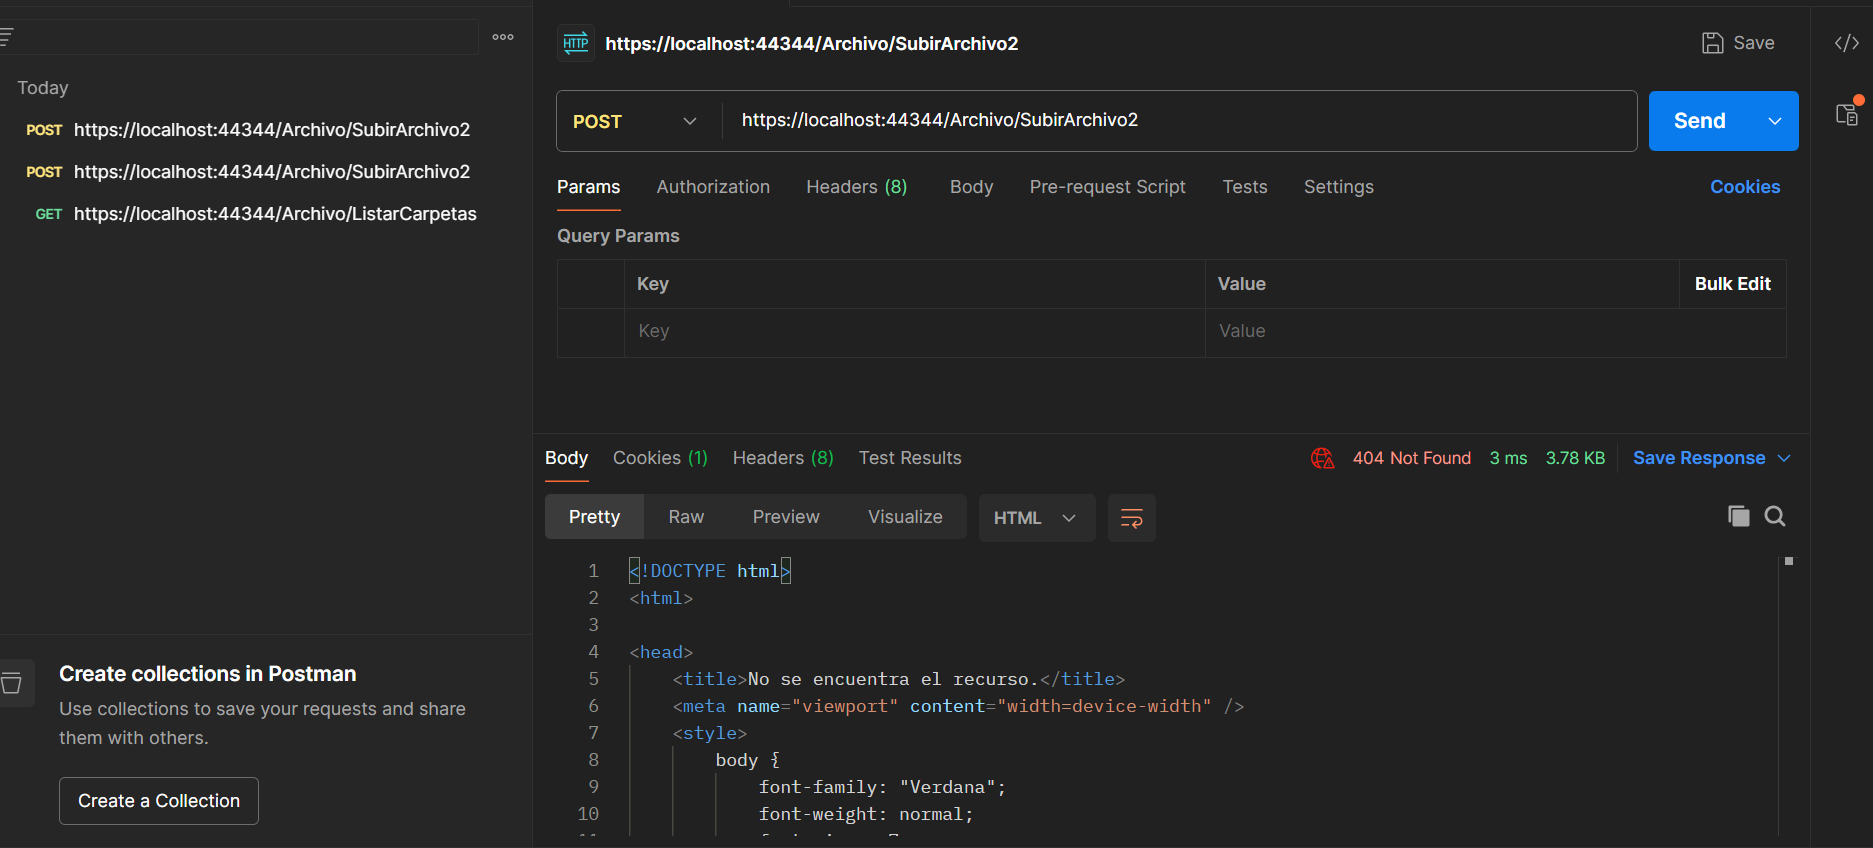 Today
POST https://localhost:44344/Archivo/SubirArchivo2
POST https://localhost:44344/Archivo/SubirArchivo2
GET https://localhost:44344/Archivo/ListarCarpetas
Create collections in Postman
Use collections to save your requests and share
them with others.
Create a Collection
HTTP https://localhost:44344/Archivo/SubirArchivo2 Save
POST https://localhost:44344/Archivo/SubirArchivo2 Send
Params Authorization Headers (8) Body Pre-request Script Tests Settings Cookies
Query Params
Key Value Bulk Edit
Key Value
Body Cookies (1) Headers (8) Test Results 404 Not Found 3 ms 3.78 KB Save Response
Pretty Raw Preview Visualize HTML
1 <!DOCTYPE html>
2 <html>
3
4 <head>
5 <title>No se encuentra el recurso.</title>
6 <meta name="viewport" content="width=device-width" />
7 <style>
8 body {
9 font-family: "Verdana";
10 font-weight: normal;